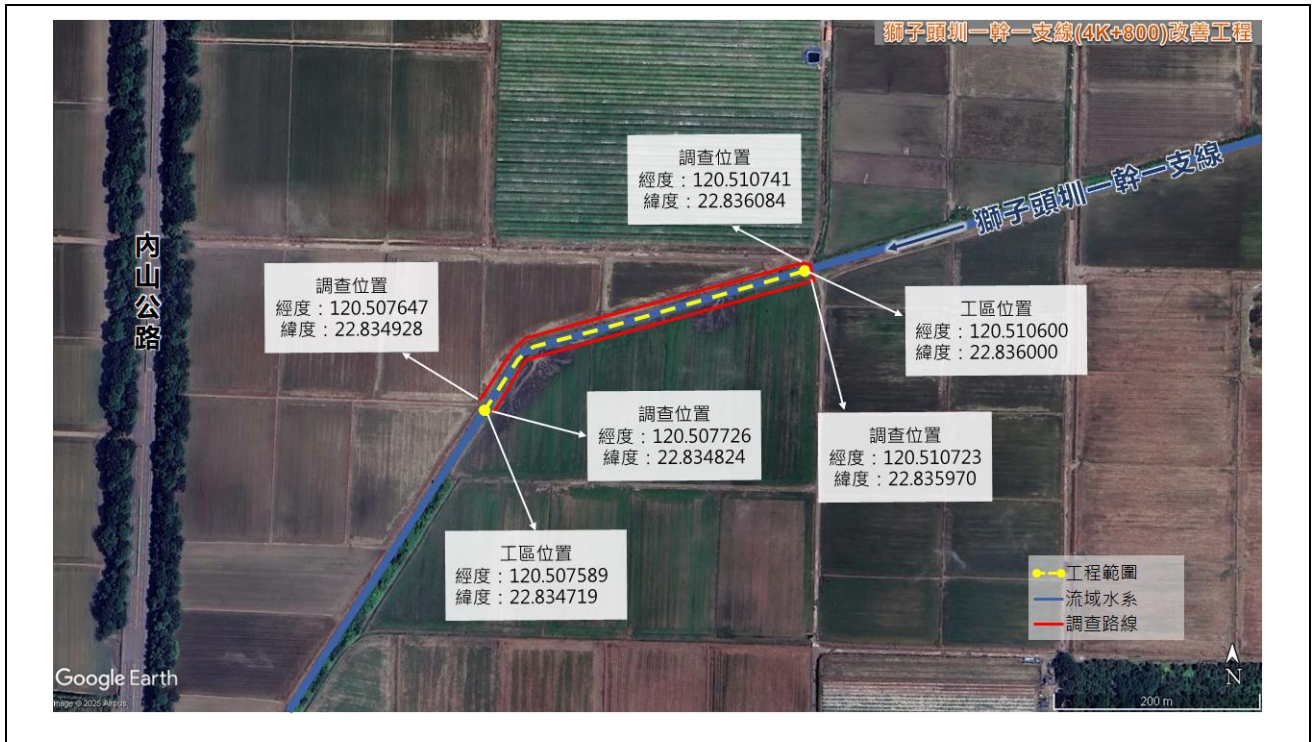 獅子頭圳一幹一支線(4K+800)改善工程
調查位置
經度：120.510741
緯度：22.836084
獅子頭圳一幹一支線
內山公路
調查位置
經度：120.507647
緯度：22.834928
工區位置
經度：120.510600
緯度：22.836000
調查位置
經度：120.507726
緯度：22.834824
調查位置
經度：120.510723
緯度：22.835970
工區位置
經度：120.507589
緯度：22.834719
工程範圍
流域水系
調查路線
N
200 m
Google Earth
Image © 2025 Airbus